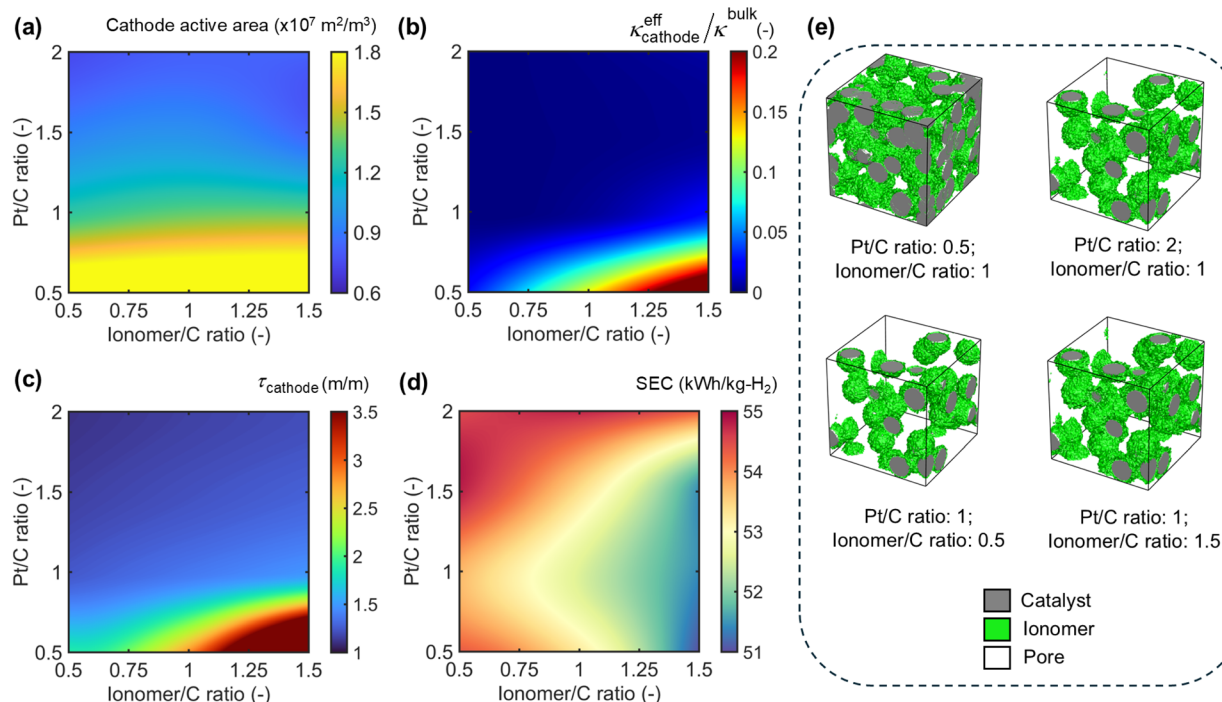 (a) Cathode active area (x10⁷ m²/m³)
2
1.5
1
0.5
Pt/C ratio (-)
0.5 0.75 1 1.25 1.5
Ionomer/C ratio (-)
1.8
1.5
1.2
0.9
0.6
(b) κ_cathode^eff/κ^bulk (-)
2
1.5
1
0.5
Pt/C ratio (-)
0.5 0.75 1 1.25 1.5
Ionomer/C ratio (-)
0.2
0.15
0.1
0.05
0
(c) τ_cathode (m/m)
2
1.5
1
0.5
Pt/C ratio (-)
0.5 0.75 1 1.25 1.5
Ionomer/C ratio (-)
3.5
3
2.5
2
1.5
1
(d) SEC (kWh/kg-H₂)
2
1.5
1
0.5
Pt/C ratio (-)
0.5 0.75 1 1.25 1.5
Ionomer/C ratio (-)
55
54
53
52
51
(e)
Pt/C ratio: 0.5;
Ionomer/C ratio: 1
Pt/C ratio: 2;
Ionomer/C ratio: 1
Pt/C ratio: 1;
Ionomer/C ratio: 0.5
Pt/C ratio: 1;
Ionomer/C ratio: 1.5
Catalyst
Ionomer
Pore